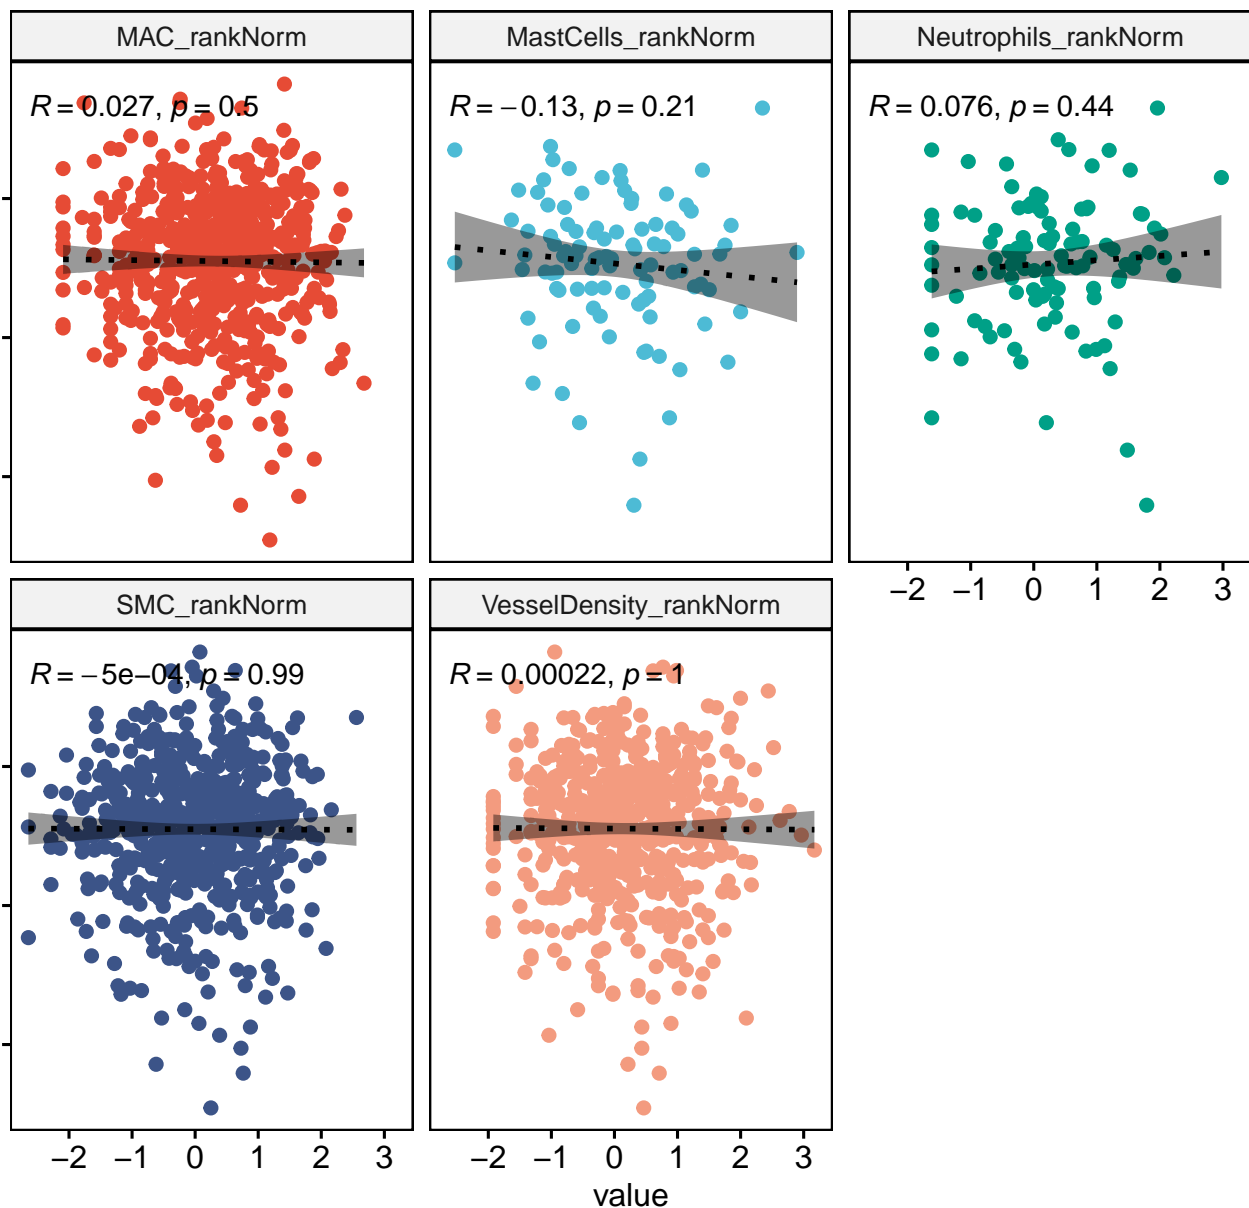 MAC_rankNorm
MastCells_rankNorm
Neutrophils_rankNorm
R = 0.027, p = 0.5
R = −0.13, p = 0.21
R = 0.076, p = 0.44
−2 −1 0 1 2 3
SMC_rankNorm
VesselDensity_rankNorm
R = −5e−04, p = 0.99
R = 0.00022, p = 1
−2 −1 0 1 2 3
−2 −1 0 1 2 3
value